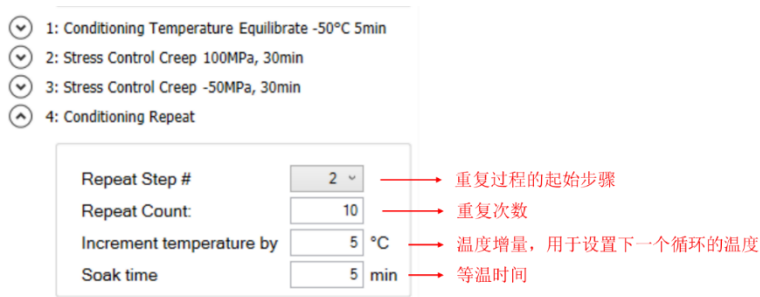 1: Conditioning Temperature Equilibrate -50°C 5min
2: Stress Control Creep 100MPa, 30min
3: Stress Control Creep -50MPa, 30min
4: Conditioning Repeat
Repeat Step # 2 重复过程的起始步骤
Repeat Count: 10 重复次数
Increment temperature by 5 °C 温度增量，用于设置下一个循环的温度
Soak time 5 min 等温时间